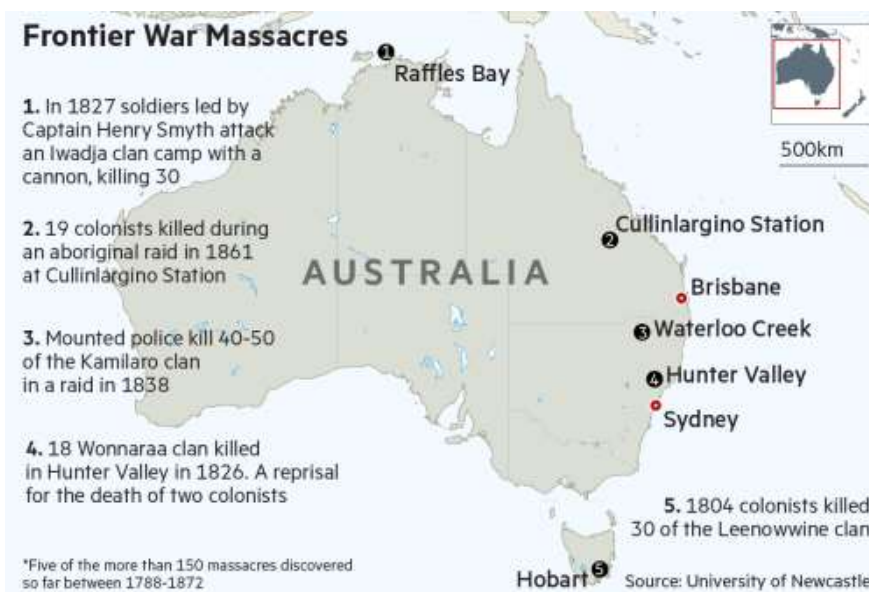 Frontier War Massacres
1
Raffles Bay
1. In 1827 soldiers led by
Captain Henry Smyth attack
an Iwadja clan camp with a
cannon, killing 30
500km
2. 19 colonists killed during
an aboriginal raid in 1861
at Cullinlargino Station
Cullinlargino Station
2
AUSTRALIA
Brisbane
3. Mounted police kill 40-50
of the Kamilaro clan
in a raid in 1838
3 Waterloo Creek
4 Hunter Valley
Sydney
4. 18 Wonnaraa clan killed
in Hunter Valley in 1826. A reprisal
for the death of two colonists
5. 1804 colonists killed
30 of the Leenowwine clan
*Five of the more than 150 massacres discovered
so far between 1788-1872
Hobart 5
Source: University of Newcastle